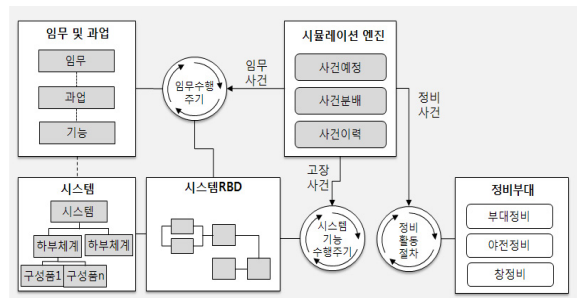 임무 및 과업
임무
과업
기능
임무수행
주기
임무
사건
시뮬레이션 엔진
사건예정
사건분배
사건이력
정비
사건
고장
사건
시스템
시스템
하부체계
하부체계
구성품1
구성품n
시스템RBD
시스템
기능
수행주기
정비
활동
절차
정비부대
부대정비
야전정비
창정비